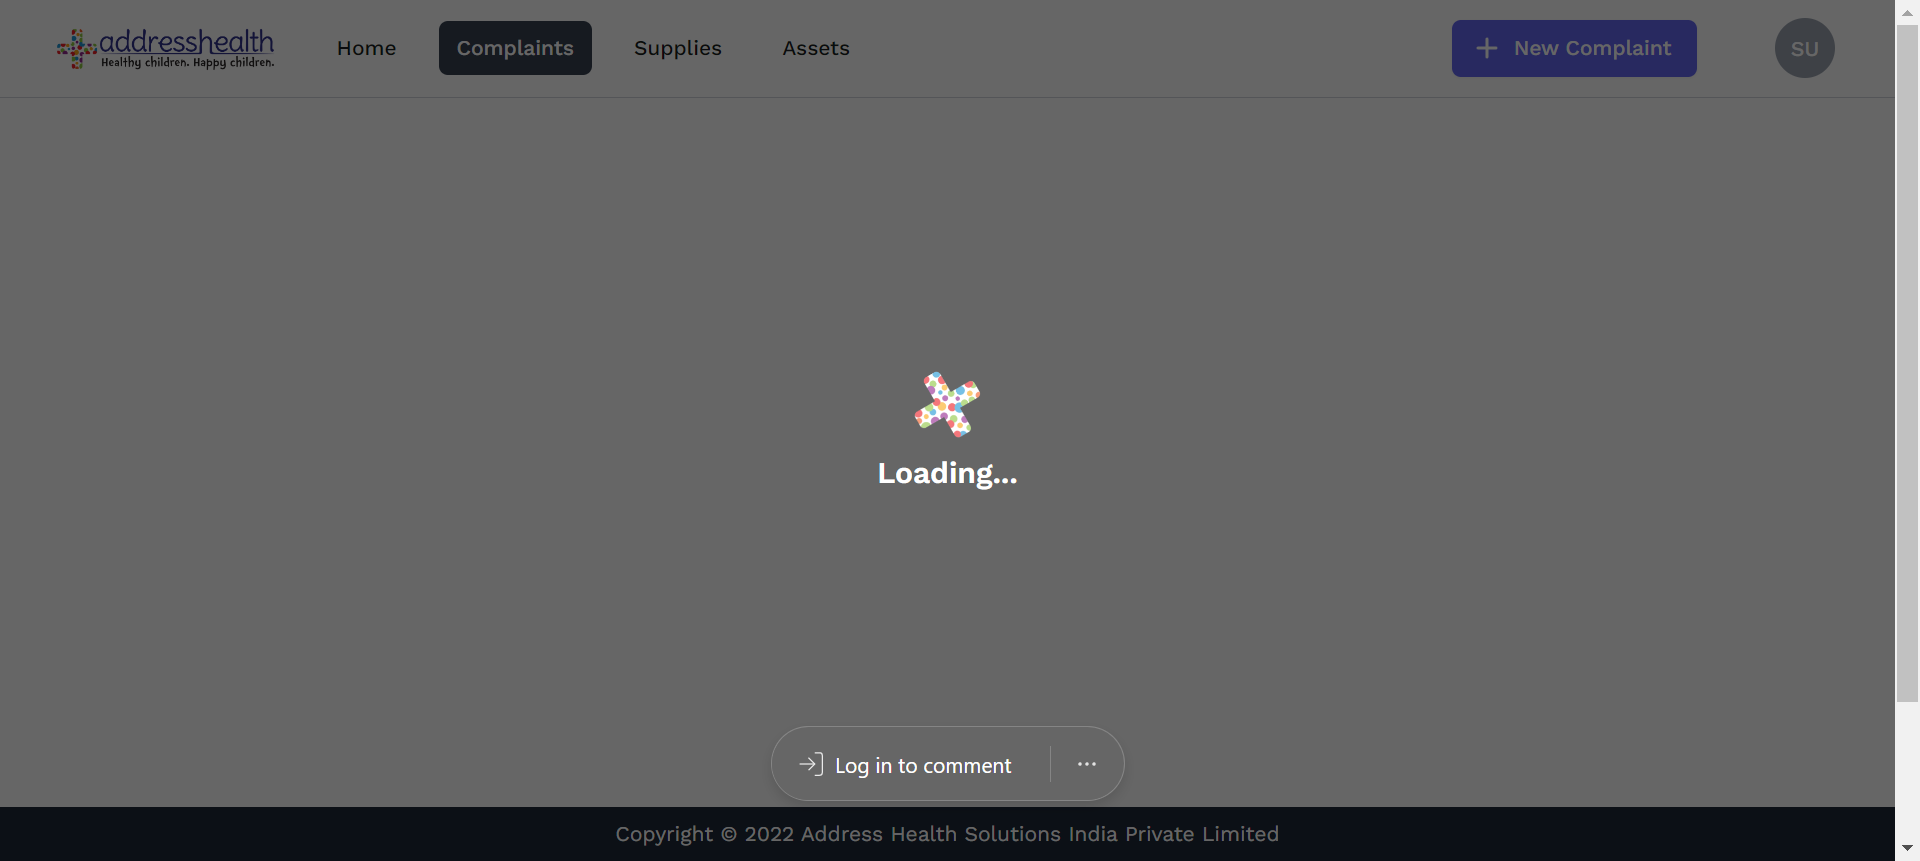 addresshealth
Healthy children. Happy children.
Home
Complaints
Supplies
Assets
New Complaint
SU
Loading...
Log in to comment
Copyright © 2022 Address Health Solutions India Private Limited